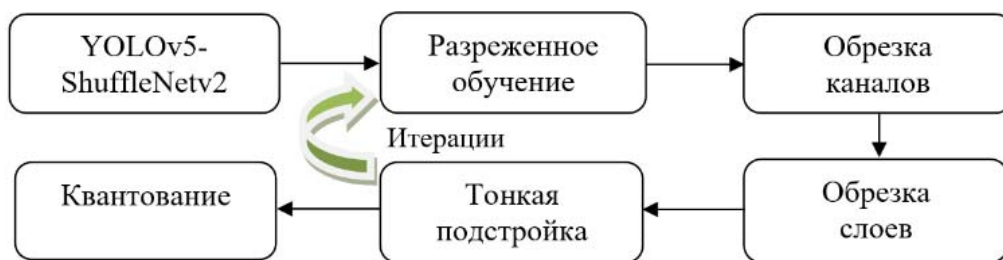 YOLOv5-
ShuffleNetv2
Разреженное
обучение
Обрезка
каналов
Итерации
Квантование
Тонкая
подстройка
Обрезка
слоев